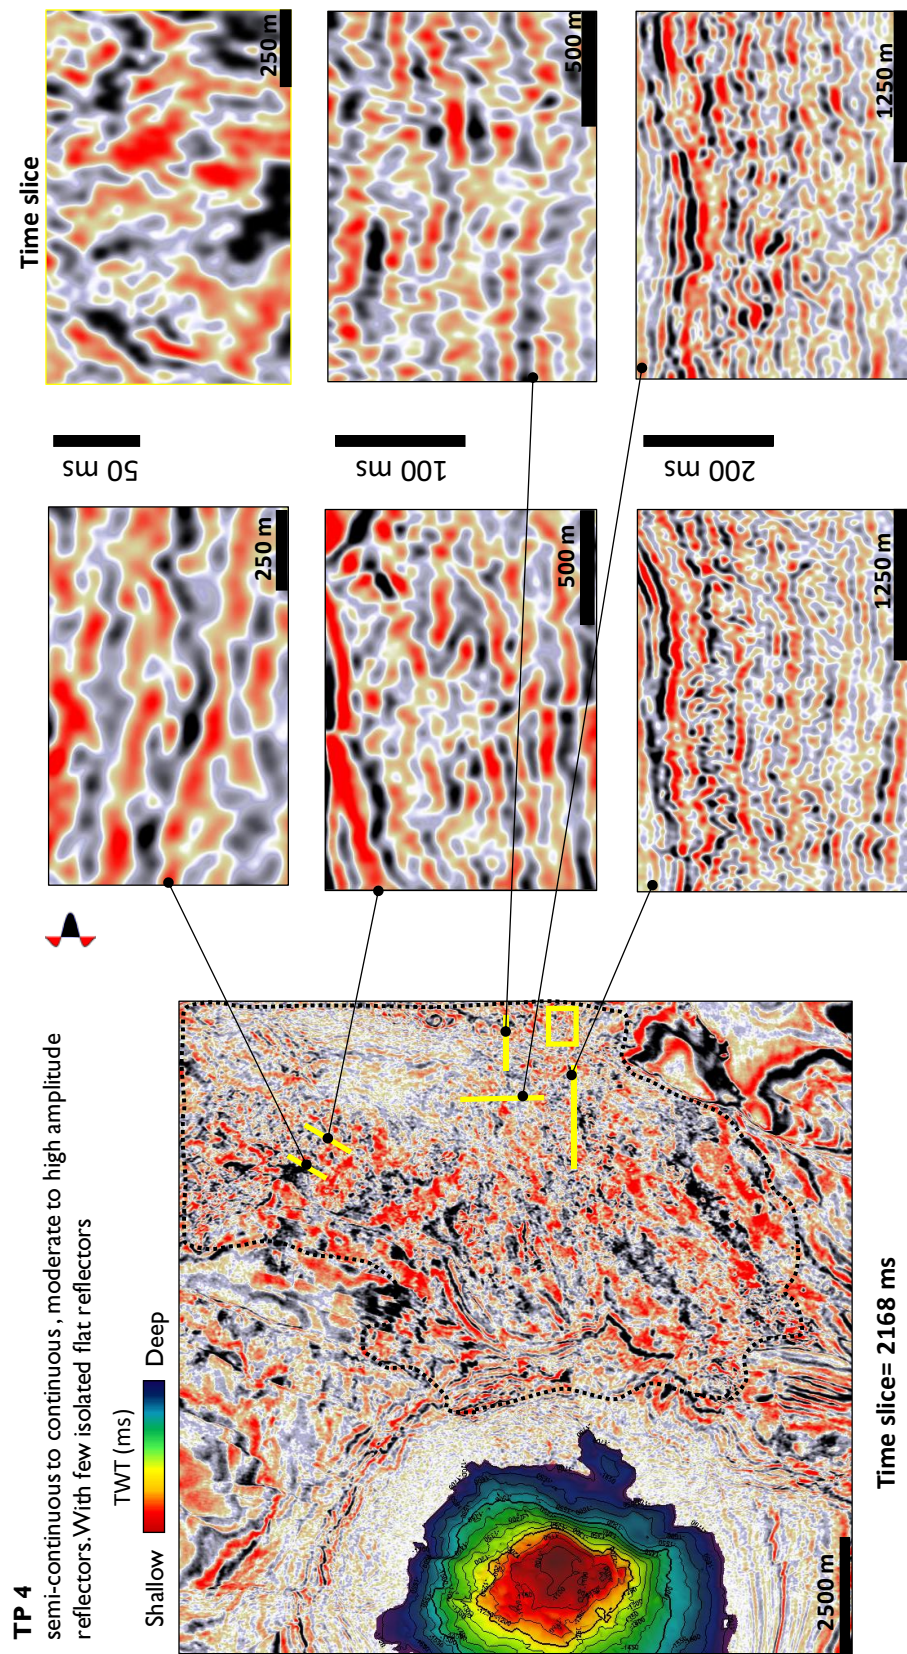 TP 4
semi-continuous to continuous , moderate to high amplitude
reflectors. With few isolated flat reflectors
TWT (ms)
Shallow
Deep
2500 m
Time slice= 2168 ms
Time slice
250 m
50 ms
250 m
500 m
100 ms
500 m
1250 m
200 ms
1250 m